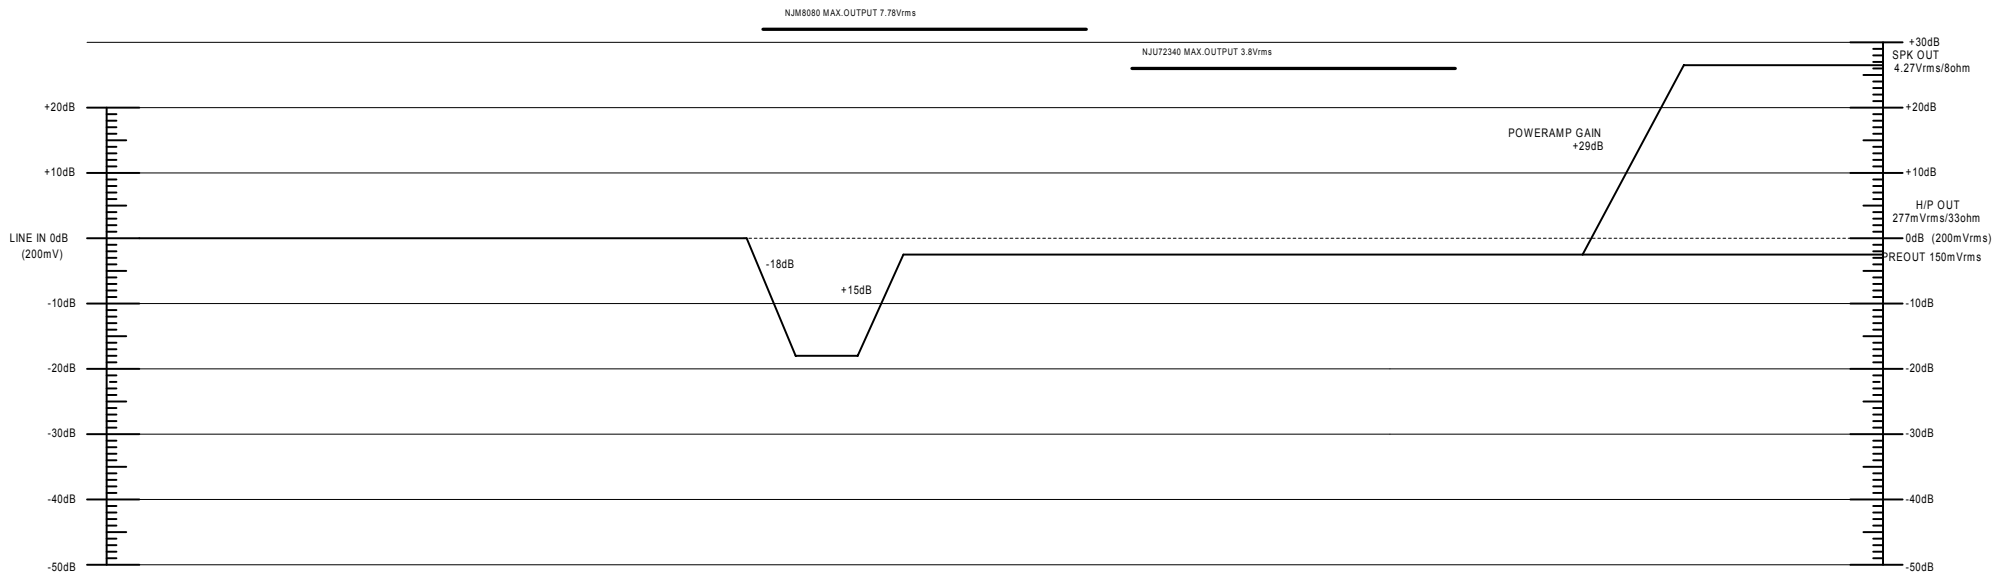 NJM8080 MAX.OUTPUT 7.78Vrms
NJU72340 MAX.OUTPUT 3.8Vrms
+30dB
SPK OUT
4.27Vrms/8ohm
+20dB
+20dB
POWERAMP GAIN
+29dB
+10dB
+10dB
H/P OUT
277mVrms/33ohm
LINE IN 0dB
(200mV)
0dB (200mVrms)
PREOUT 150mVrms
-18dB
+15dB
-10dB
-10dB
-20dB
-20dB
-30dB
-30dB
-40dB
-40dB
-50dB
-50dB